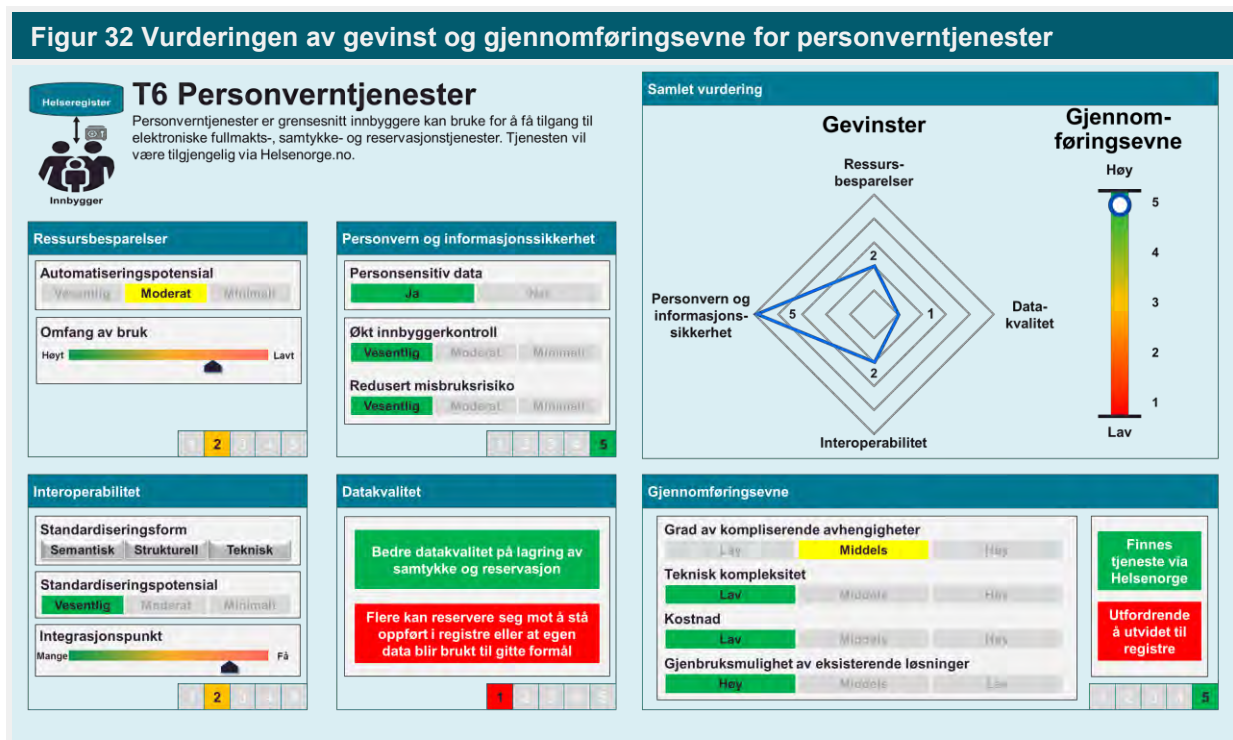 Figur 32 Vurderingen av gevinst og gjennomføringsevne for personverntjenester
Helseregister
Innbygger
T6 Personverntjenester
Personverntjenester er grensesnitt innbyggere kan bruke for å få tilgang til
elektroniske fullmakts-, samtykke- og reservasjonstjenester. Tjenesten vil
være tilgjengelig via Helsenorge.no.
Ressursbesparelser
Automatiseringspotensial
Vesentlig Moderat Minimalt
Omfang av bruk
Høyt Lavt
1 2 3 4 5
Personvern og informasjonssikkerhet
Personsensitiv data
Ja Nei
Økt innbyggerkontroll
Vesentlig Moderat Minimalt
Redusert misbruksrisiko
Vesentlig Moderat Minimalt
1 2 3 4 5
Samlet vurdering
Gevinster
Ressurs-
besparelser
2
Personvern og
informasjons-
sikkerhet
5
1
Data-
kvalitet
2
Interoperabilitet
Gjennom-
føringsevne
Høy
5
4
3
2
1
Lav
Interoperabilitet
Standardiseringsform
Semantisk Strukturell Teknisk
Standardiseringspotensial
Vesentlig Moderat Minimalt
Integrasjonspunkt
Mange Få
1 2 3 4 5
Datakvalitet
Bedre datakvalitet på lagring av
samtykke og reservasjon
Flere kan reservere seg mot å stå
oppført i registre eller at egen
data blir brukt til gitte formål
1 2 3 4 5
Gjennomføringsevne
Grad av kompliserende avhengigheter
Lav Middels Høy
Teknisk kompleksitet
Lav Middels Høy
Kostnad
Lav Middels Høy
Gjenbruksmulighet av eksisterende løsninger
Høy Middels Lav
Finnes
tjeneste via
Helsenorge
Utfordrende
å utvidet til
registre
1 2 3 4 5